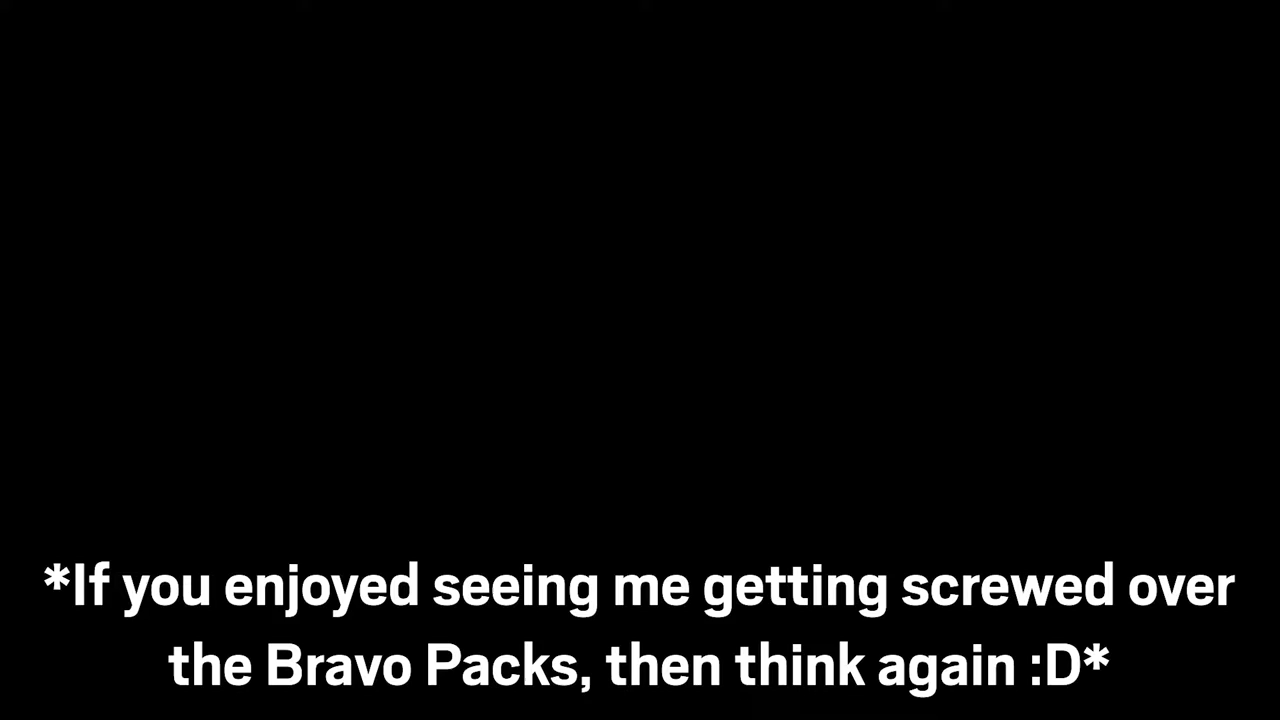 *If you enjoyed seeing me getting screwed over
the Bravo Packs, then think again :D*